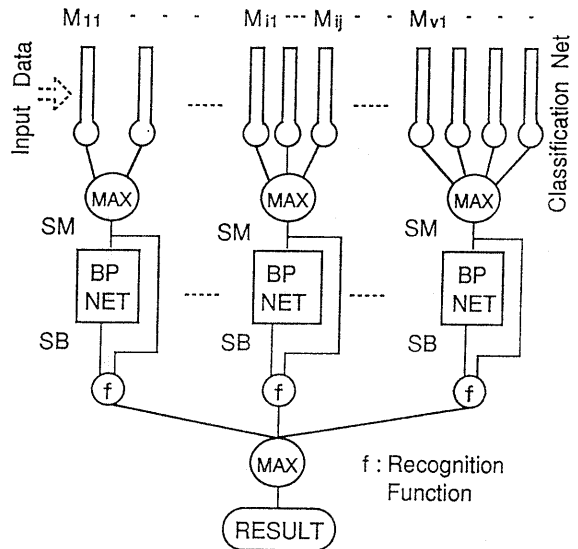 M11 - - - - Mi1 --- Mij - - - Mv1 - - - -
Input Data
Classification Net
MAX MAX MAX
SM SM SM
BP NET BP NET BP NET
SB SB SB
f f f
MAX
f : Recognition
Function
RESULT